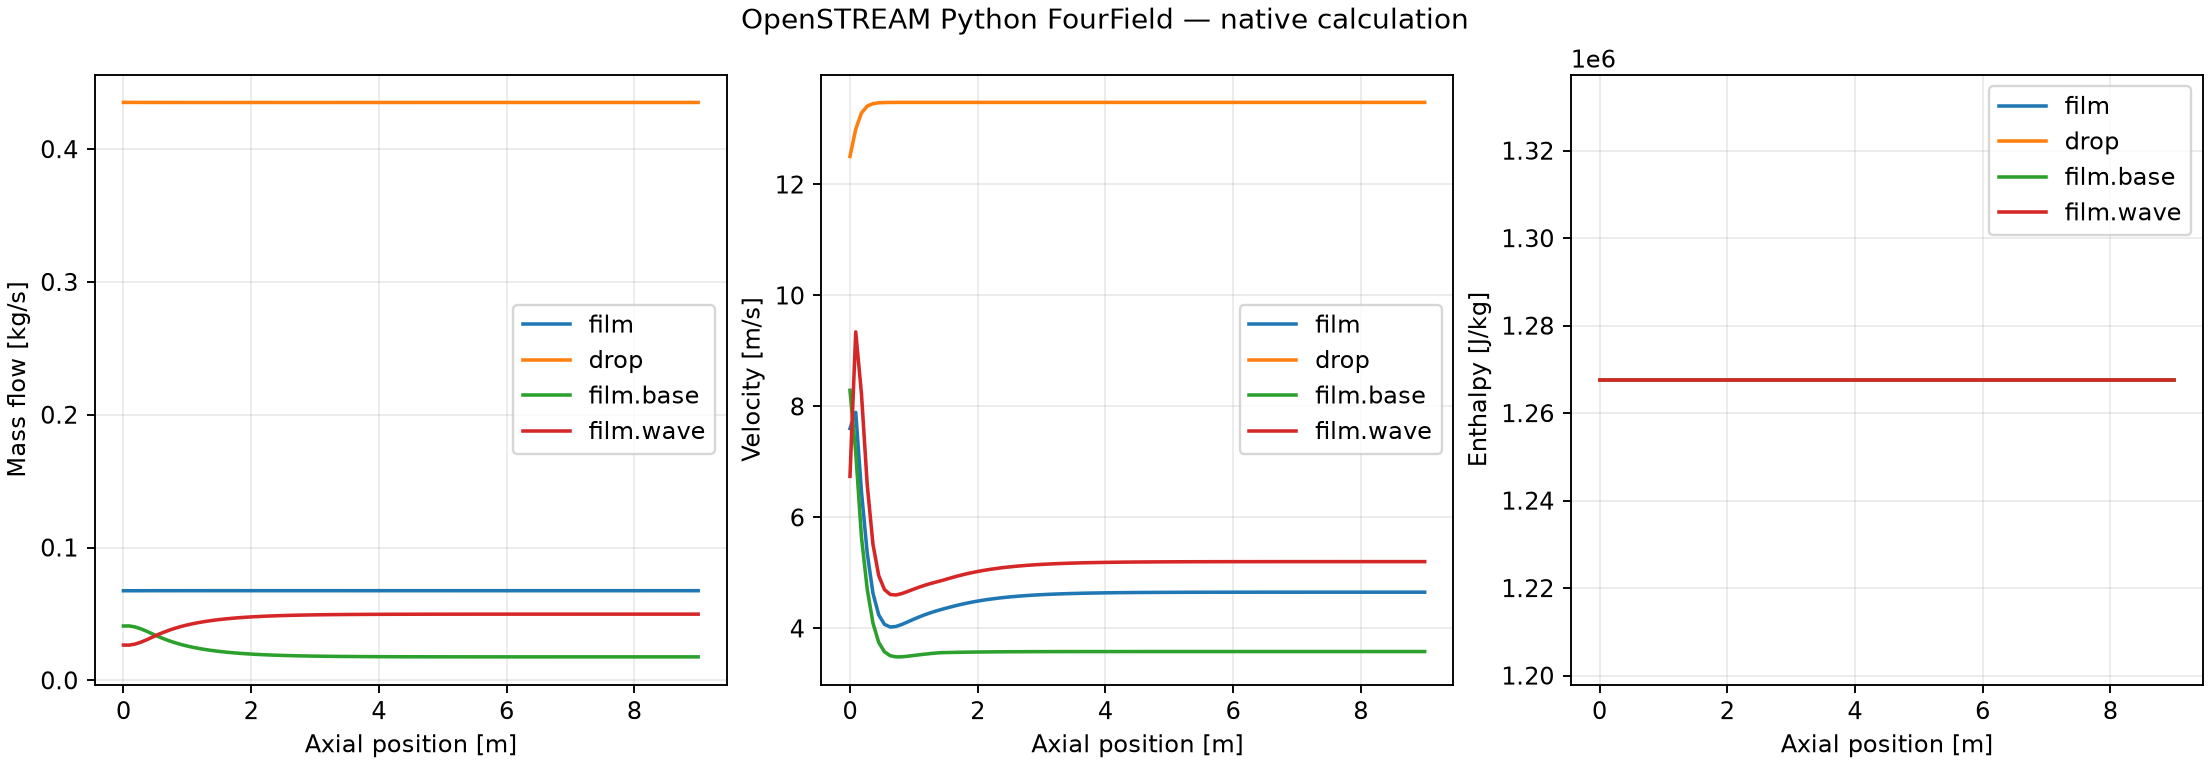 OpenSTREAM Python FourField — native calculation
Mass flow [kg/s]
0.4
0.3
0.2
0.1
0.0
0 2 4 6 8
Axial position [m]
film
drop
film.base
film.wave
Velocity [m/s]
12
10
8
6
4
0 2 4 6 8
Axial position [m]
film
drop
film.base
film.wave
1e6
Enthalpy [J/kg]
1.32
1.30
1.28
1.26
1.24
1.22
1.20
0 2 4 6 8
Axial position [m]
film
drop
film.base
film.wave